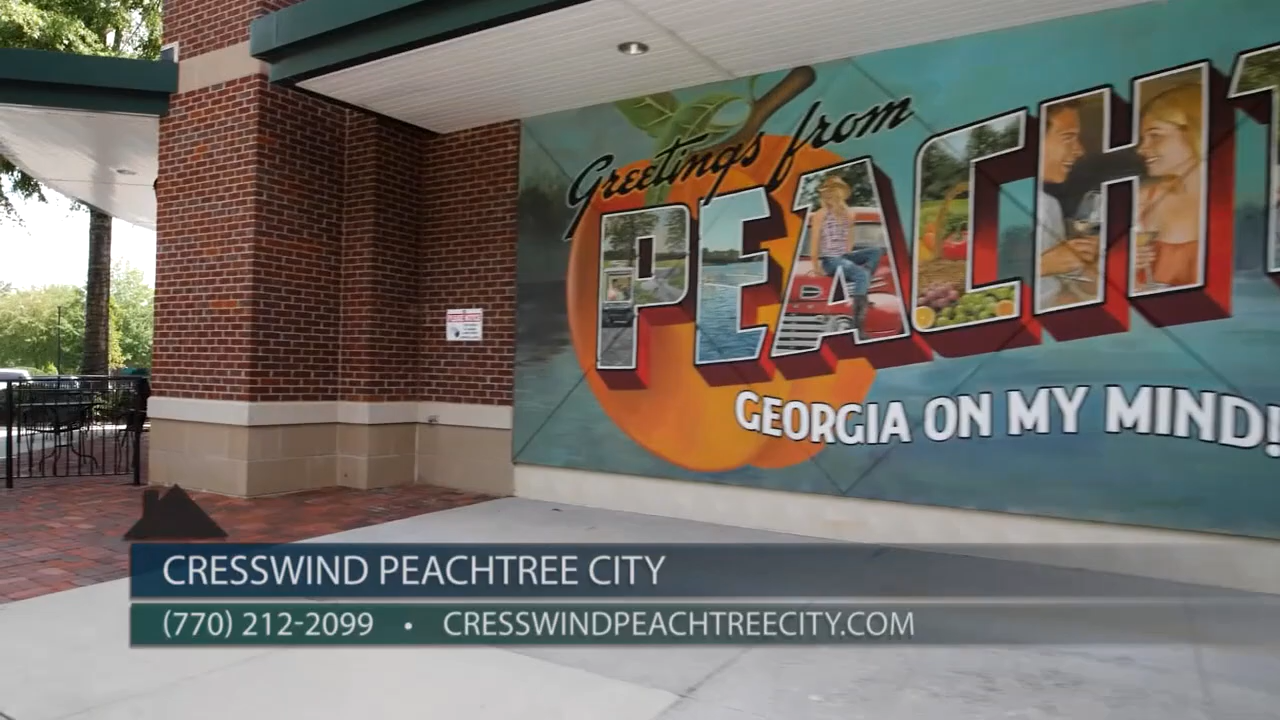 Greetings from
PEACHT
GEORGIA ON MY MIND!
CRESSWIND PEACHTREE CITY
(770) 212-2099 • CRESSWINDPEACHTREECITY.COM